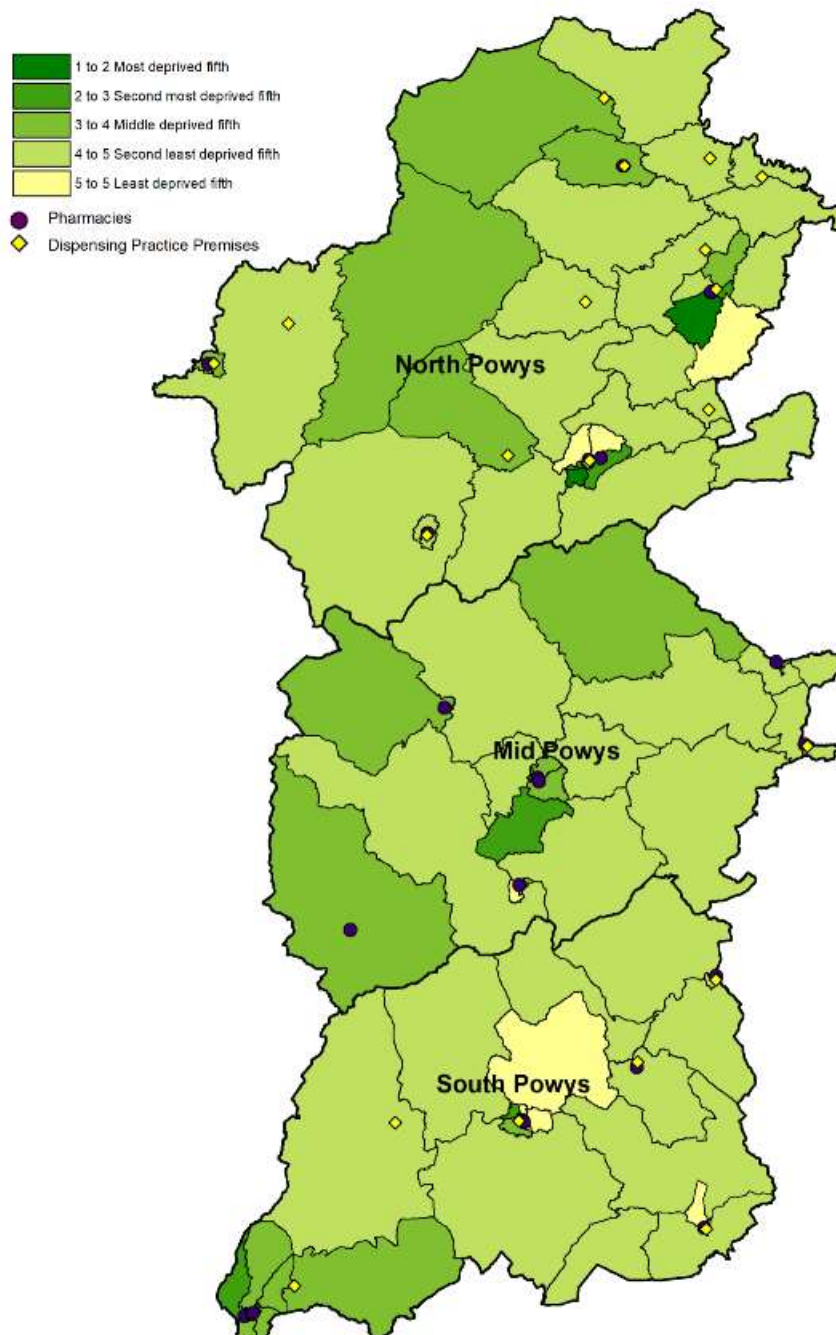 1 to 2 Most deprived fifth
2 to 3 Second most deprived fifth
3 to 4 Middle deprived fifth
4 to 5 Second least deprived fifth
5 to 5 Least deprived fifth
Pharmacies
Dispensing Practice Premises
North Powys
Mid Powys
South Powys